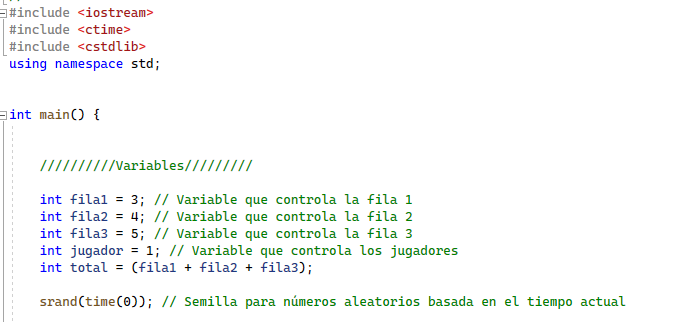 #include <iostream>
#include <ctime>
#include <cstdlib>
using namespace std;
int main() {
//////////Variables/////////
int fila1 = 3; // Variable que controla la fila 1
int fila2 = 4; // Variable que controla la fila 2
int fila3 = 5; // Variable que controla la fila 3
int jugador = 1; // Variable que controla los jugadores
int total = (fila1 + fila2 + fila3);
srand(time(0)); // Semilla para números aleatorios basada en el tiempo actual